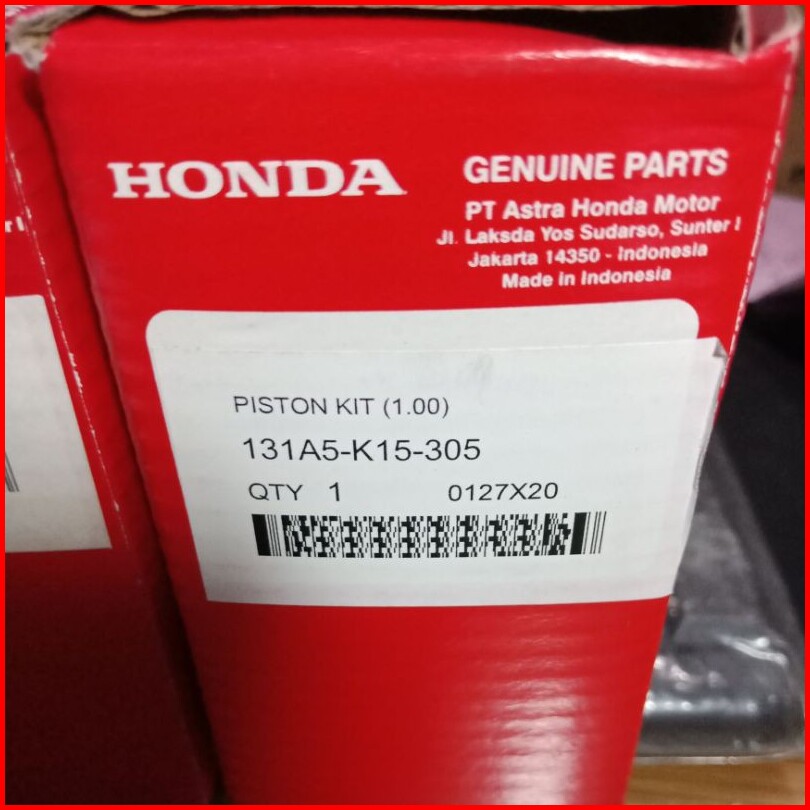 HONDA
GENUINE PARTS
PT Astra Honda Motor
Jl. Laksda Yos Sudarso, Sunter I
Jakarta 14350 - Indonesia
Made in Indonesia
PISTON KIT (1.00)
131A5-K15-305
QTY 1 0127X20